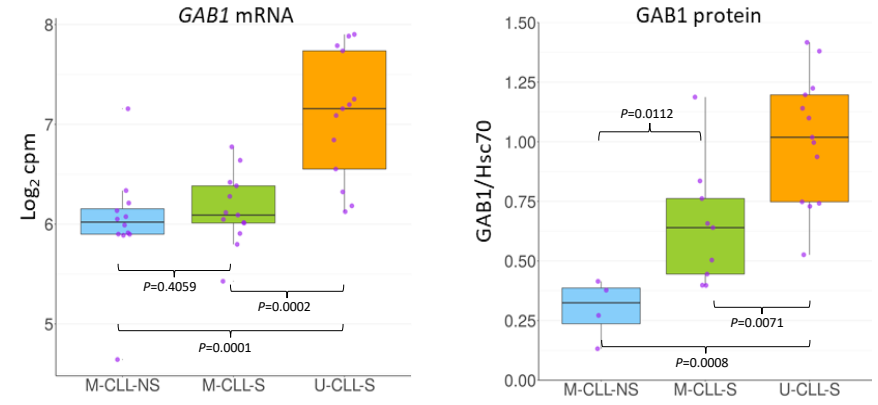 GAB1 mRNA
Log2 cpm
8
7
6
5
P=0.4059
P=0.0002
P=0.0001
M-CLL-NS M-CLL-S U-CLL-S
GAB1 protein
GAB1/Hsc70
1.50
1.25
1.00
0.75
0.50
0.25
0.00
P=0.0112
P=0.0071
P=0.0008
M-CLL-NS M-CLL-S U-CLL-S